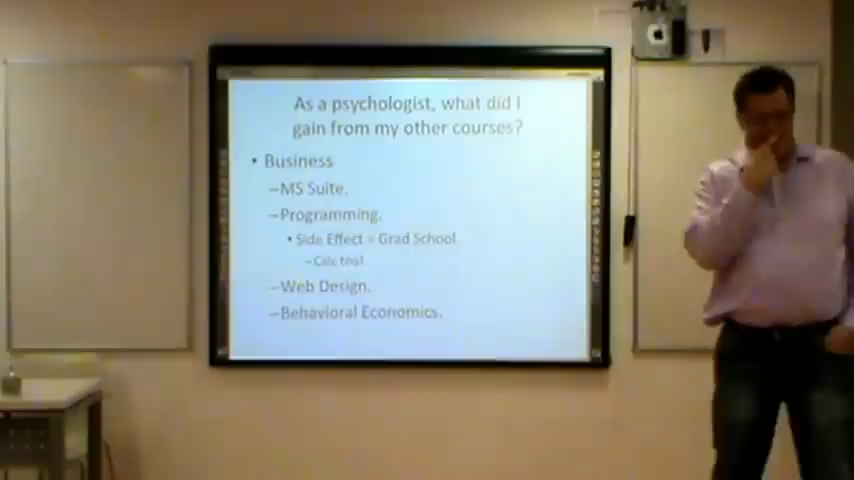 As a psychologist, what did I
gain from my other courses?
• Business
–MS Suite.
–Programming.
• Side Effect = Grad School.
–Calc too!
–Web Design.
–Behavioral Economics.